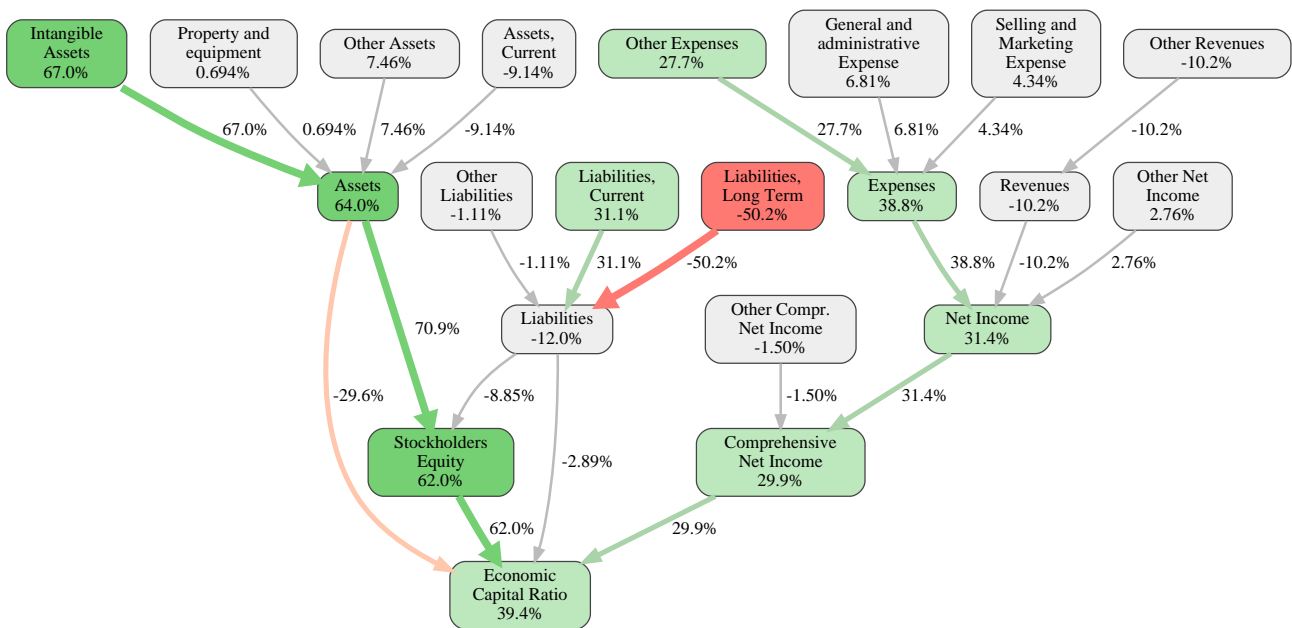 Intangible
Assets
67.0%
Property and
equipment
0.694%
Other Assets
7.46%
Assets,
Current
-9.14%
Other Expenses
27.7%
General and
administrative
Expense
6.81%
Selling and
Marketing
Expense
4.34%
Other Revenues
-10.2%
67.0%
0.694%
7.46%
-9.14%
27.7%
6.81%
4.34%
-10.2%
Assets
64.0%
Other
Liabilities
-1.11%
Liabilities,
Current
31.1%
Liabilities,
Long Term
-50.2%
Expenses
38.8%
Revenues
-10.2%
Other Net
Income
2.76%
-1.11%
31.1%
-50.2%
38.8%
-10.2%
2.76%
70.9%
Liabilities
-12.0%
Other Compr.
Net Income
-1.50%
Net Income
31.4%
-29.6%
-8.85%
-1.50%
31.4%
Stockholders
Equity
62.0%
-2.89%
Comprehensive
Net Income
29.9%
62.0%
29.9%
Economic
Capital Ratio
39.4%